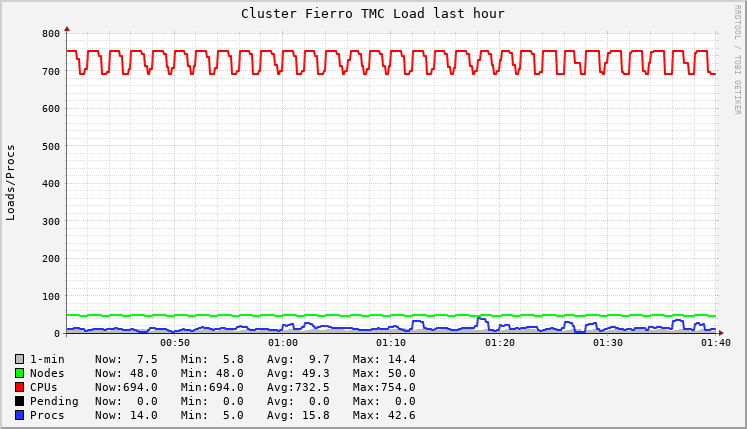 Cluster Fierro TMC Load last hour
RRDTOOL / TOBI OETIKER
Loads/Procs
800
700
600
500
400
300
200
100
0
00:50 01:00 01:10 01:20 01:30 01:40
1-min Now: 7.5 Min: 5.8 Avg: 9.7 Max: 14.4
Nodes Now: 48.0 Min: 48.0 Avg: 49.3 Max: 50.0
CPUs Now:694.0 Min:694.0 Avg:732.5 Max:754.0
Pending Now: 0.0 Min: 0.0 Avg: 0.0 Max: 0.0
Procs Now: 14.0 Min: 5.0 Avg: 15.8 Max: 42.6